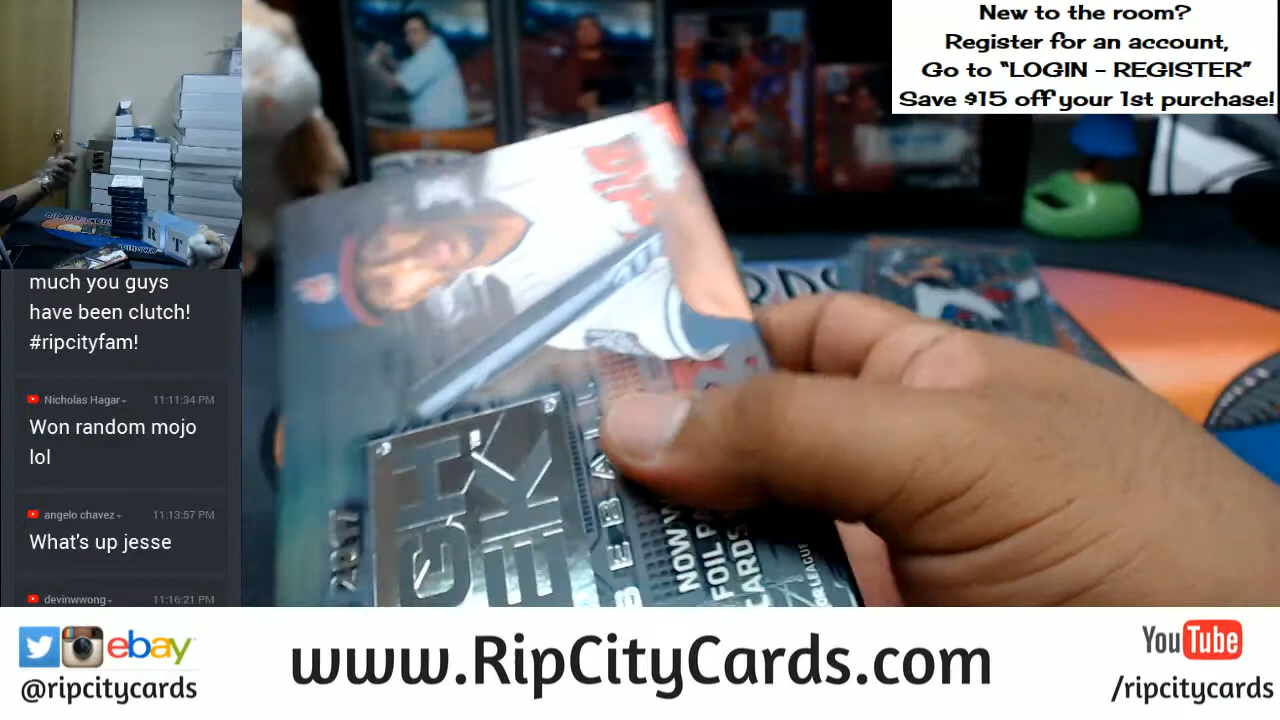 New to the room?
Register for an account,
Go to “LOGIN - REGISTER”
Save $15 off your 1st purchase!
R T
much you guys
have been clutch!
#ripcityfam!
Nicholas Hagar
11:11:34 PM
Won random mojo
lol
angelo chavez
11:13:57 PM
What's up jesse
devinwwong
11:16:21 PM
2017
NOW W
FOIL PA
CARDS
OR LEAGUE
ebay
@ripcitycards
www.RipCityCards.com
YouTube
/ripcitycards